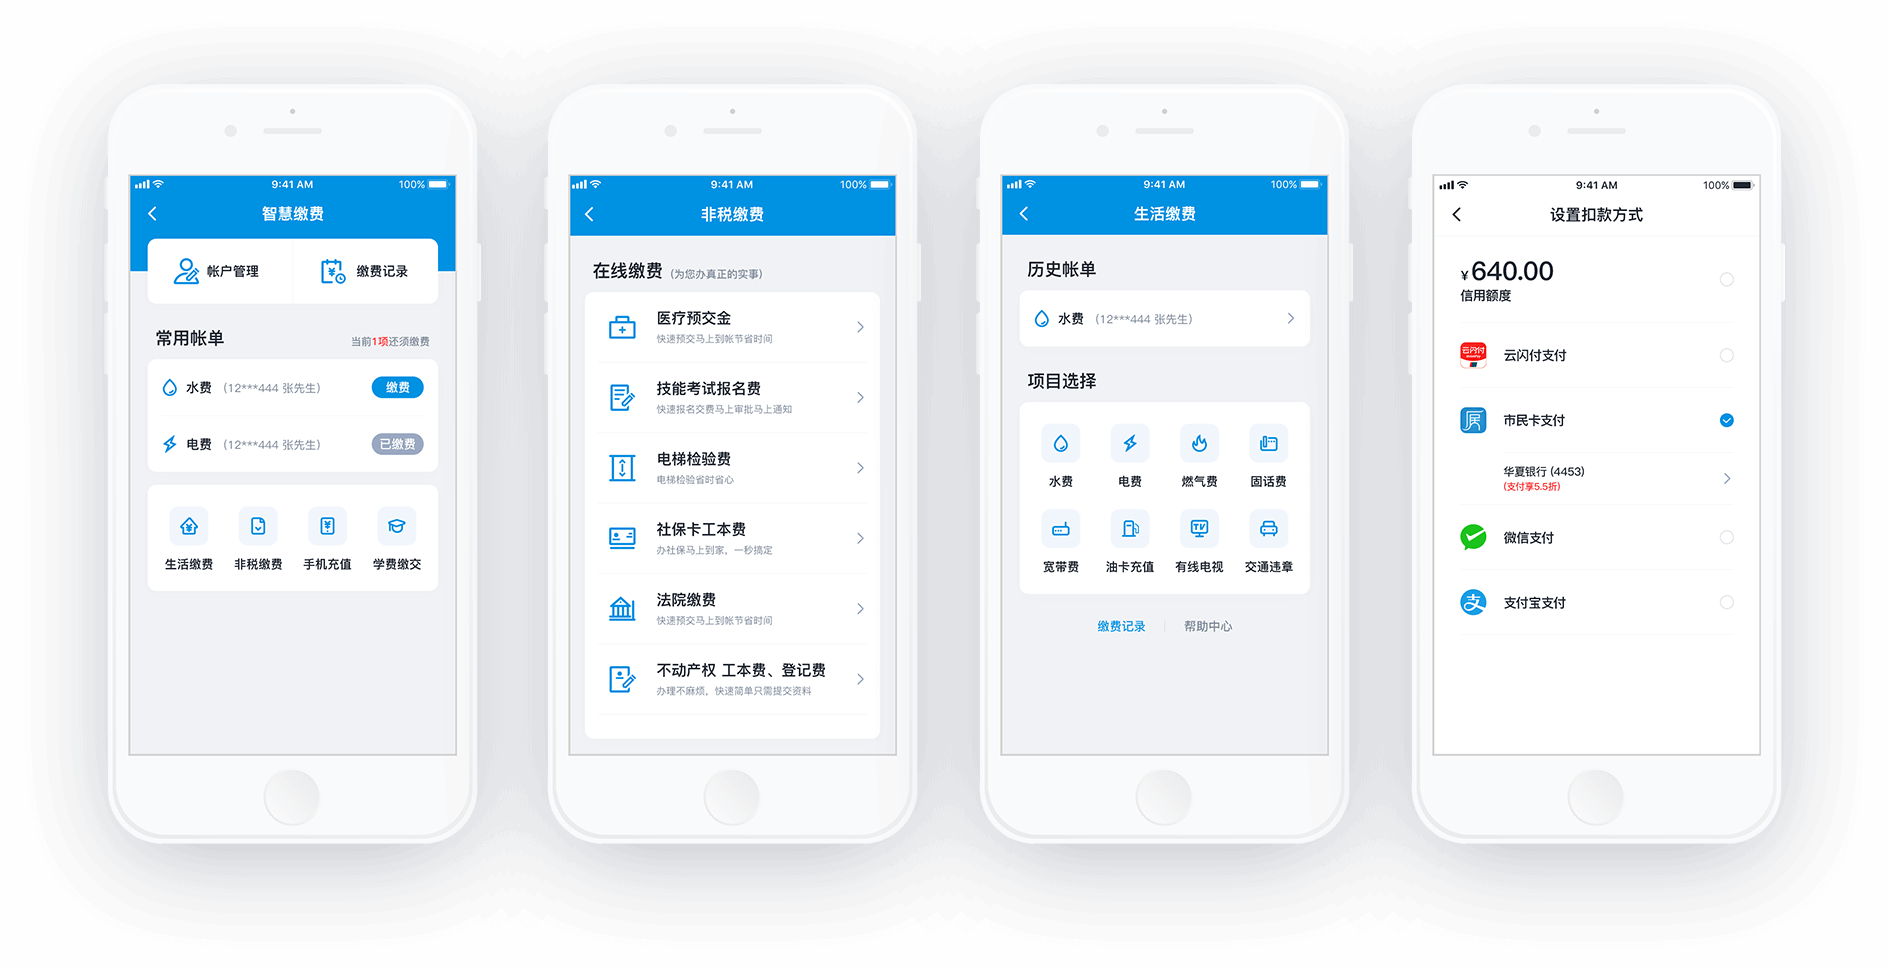 9:41 AM
100%
智慧缴费
帐户管理
缴费记录
常用帐单
当前1项还须缴费
水费 (12***444 张先生)
缴费
电费 (12***444 张先生)
已缴费
生活缴费
非税缴费
手机充值
学费缴交
9:41 AM
100%
非税缴费
在线缴费 (为您办真正的实事)
医疗预交金
快速预交马上到帐节省时间
技能考试报名费
快速报名交费马上审批马上通知
电梯检验费
电梯检验省时省心
社保卡工本费
办社保马上到家，一秒搞定
法院缴费
快速预交马上到帐节省时间
不动产权 工本费、登记费
办理不麻烦，快速简单只需提交资料
9:41 AM
100%
生活缴费
历史帐单
水费 (12***444 张先生)
项目选择
水费
电费
燃气费
固话费
TV
宽带费
油卡充值
有线电视
交通违章
缴费记录
帮助中心
9:41 AM
100%
设置扣款方式
¥640.00
信用额度
云闪付
云闪付支付
市民卡支付
华夏银行 (4453)
(支付享5.5折)
微信支付
支
支付宝支付